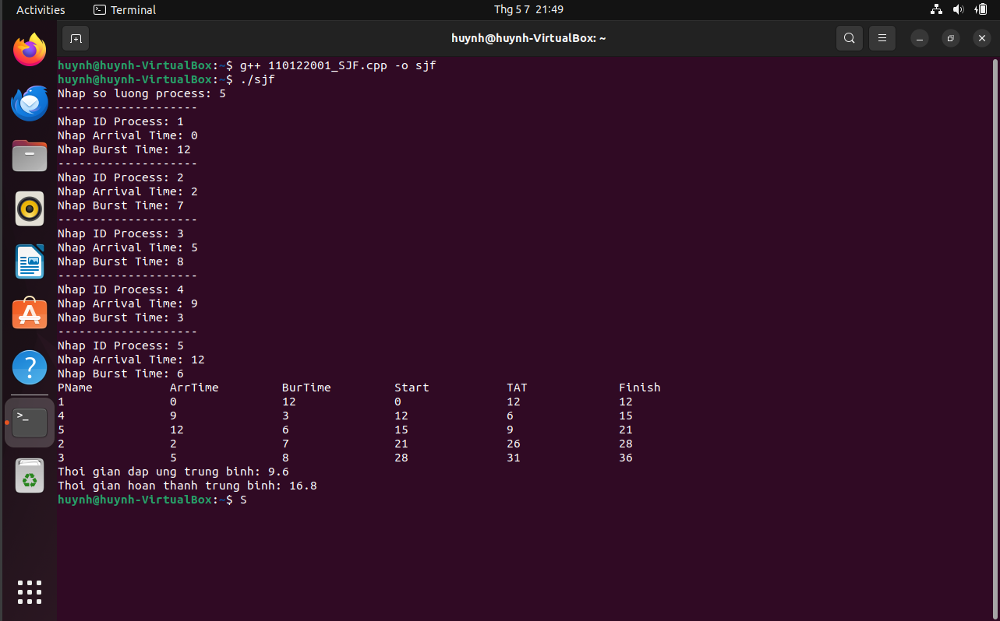 Activities
Terminal
Thg 5 7 21:49
huynh@huynh-VirtualBox: ~
huynh@huynh-VirtualBox:~$ g++ 110122001_SJF.cpp -o sjf
huynh@huynh-VirtualBox:~$ ./sjf
Nhap so luong process: 5
--------------------
Nhap ID Process: 1
Nhap Arrival Time: 0
Nhap Burst Time: 12
--------------------
Nhap ID Process: 2
Nhap Arrival Time: 2
Nhap Burst Time: 7
--------------------
Nhap ID Process: 3
Nhap Arrival Time: 5
Nhap Burst Time: 8
--------------------
Nhap ID Process: 4
Nhap Arrival Time: 9
Nhap Burst Time: 3
--------------------
Nhap ID Process: 5
Nhap Arrival Time: 12
Nhap Burst Time: 6
PName ArrTime BurTime Start TAT Finish
1 0 12 0 12 12
4 9 3 12 6 15
5 12 6 15 9 21
2 2 7 21 26 28
3 5 8 28 31 36
Thoi gian dap ung trung binh: 9.6
Thoi gian hoan thanh trung binh: 16.8
huynh@huynh-VirtualBox:~$ S